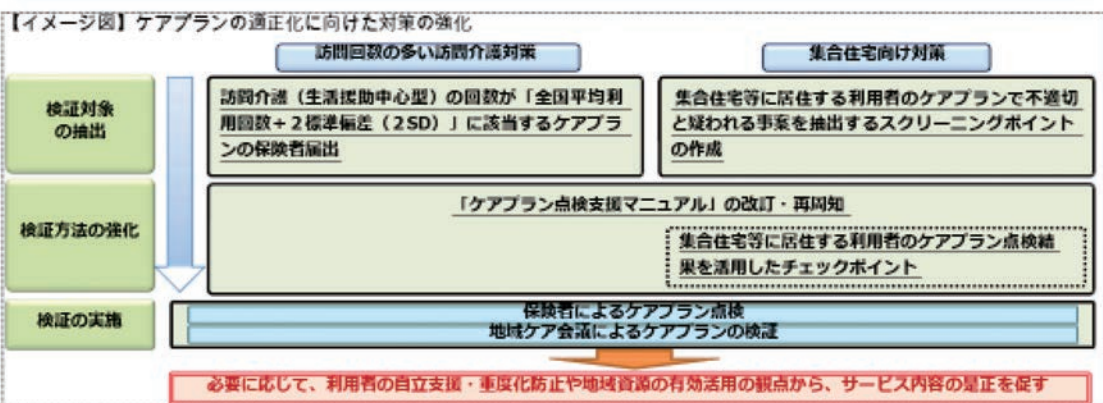 【イメージ図】ケアプランの適正化に向けた対策の強化
訪問回数の多い訪問介護対策
集合住宅向け対策
検証対象
の抽出
訪問介護（生活援助中心型）の回数が「全国平均利
用回数＋２標準偏差（２SD）」に該当するケアプラ
ンの保険者届出
集合住宅等に居住する利用者のケアプランで不適切
と疑われる事案を抽出するスクリーニングポイント
の作成
検証方法の強化
「ケアプラン点検支援マニュアル」の改訂・再周知
集合住宅等に居住する利用者のケアプラン点検結
果を活用したチェックポイント
検証の実施
保険者によるケアプラン点検
地域ケア会議によるケアプランの検証
必要に応じて、利用者の自立支援・重度化防止や地域資源の有効活用の観点から、サービス内容の是正を促す